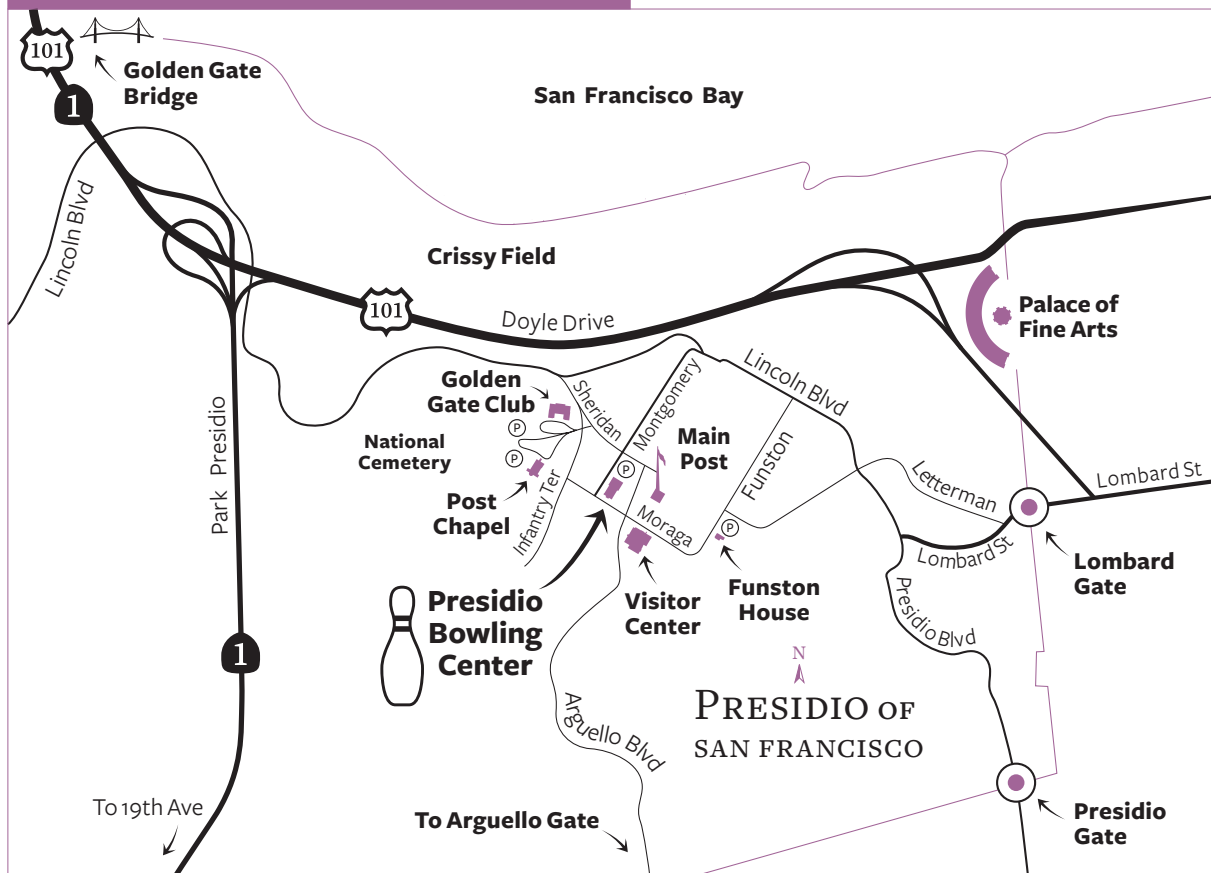 101
Golden Gate
Bridge
1
San Francisco Bay
Lincoln Blvd
Crissy Field
101
Doyle Drive
Palace of
Fine Arts
Golden
Gate Club
Sheridan
Montgomery
Lincoln Blvd
Park Presidio
National
Cemetery
P
P
P
Main
Post
Funston
Letterman
Lombard St
Post
Chapel
Infantry Ter
Moraga
P
Lombard St
Lombard
Gate
Presidio
Bowling
Center
Visitor
Center
Funston
House
Presidio Blvd
1
N
PRESIDIO OF
SAN FRANCISCO
Arguello Blvd
To 19th Ave
To Arguello Gate
Presidio
Gate